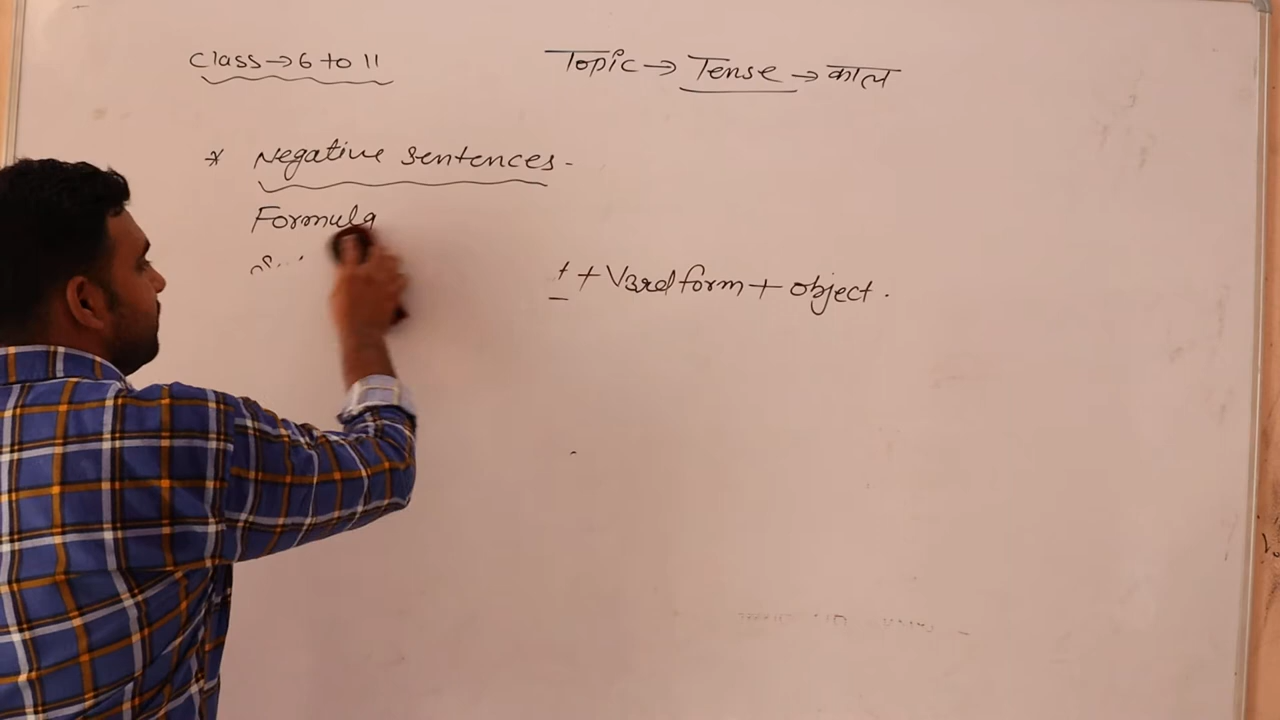 Class → 6 to 11
Topic → Tense → काल
* Negative sentences.
Formula
+ V3rd form + object.